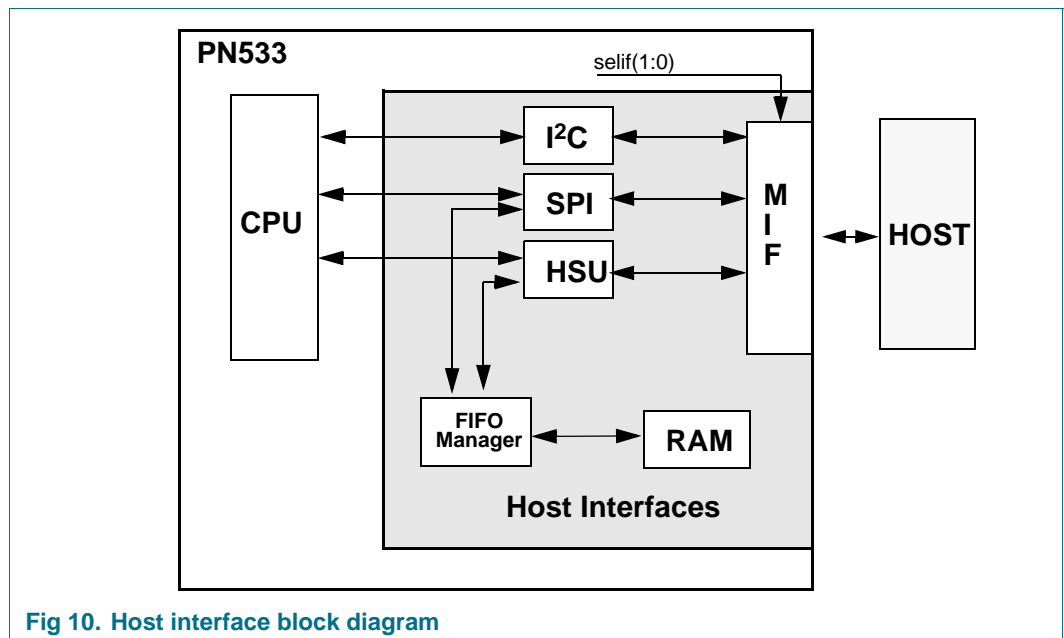 PN533
selif(1:0)
I²C
SPI
HSU
CPU
M
I
F
HOST
FIFO
Manager
RAM
Host Interfaces
Fig 10. Host interface block diagram